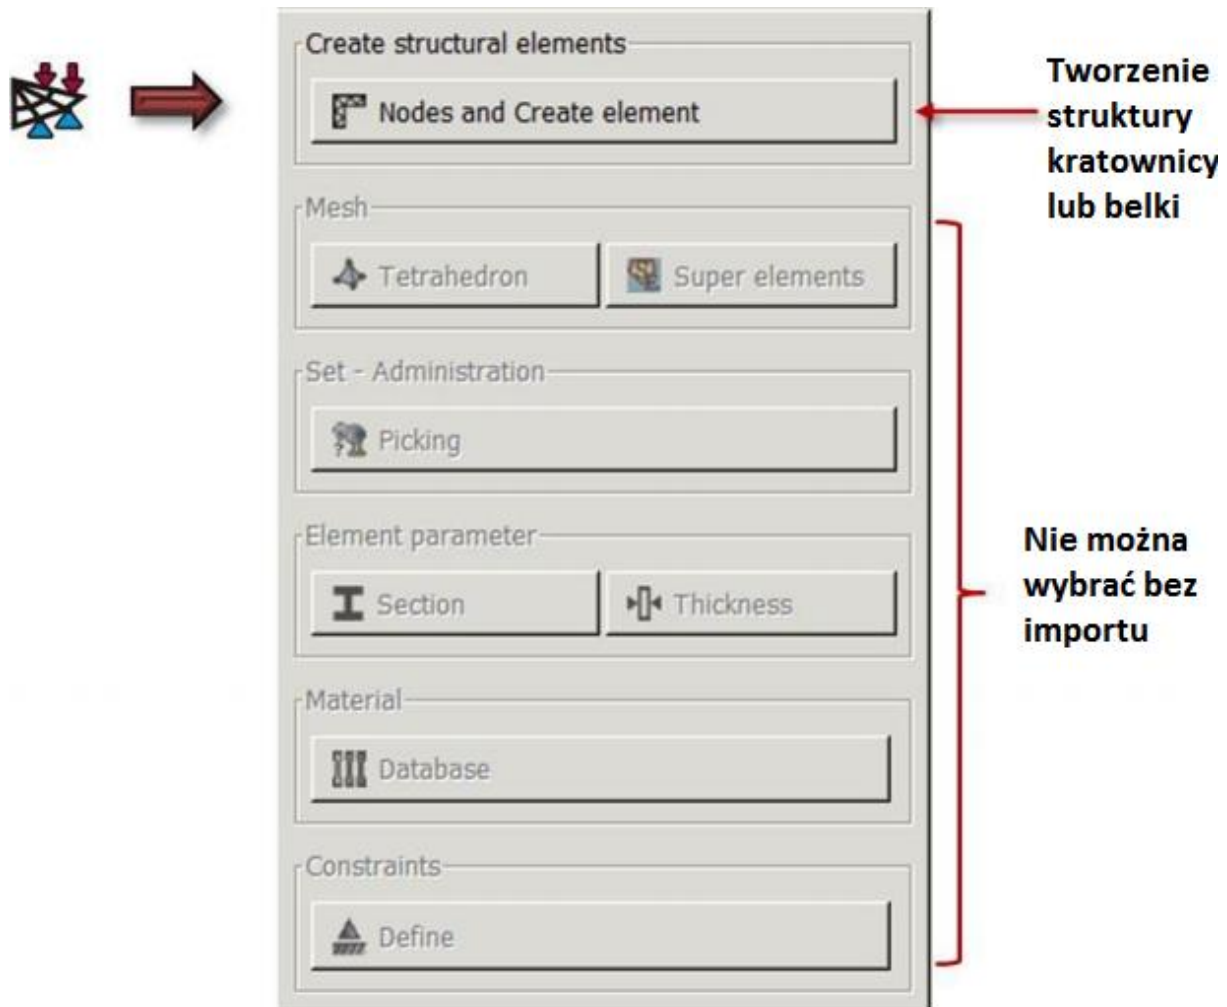 Create structural elements
Nodes and Create element
Tworzenie
struktury
kratownicy
lub belki
Mesh
Tetrahedron
Super elements
Set - Administration
Picking
Element parameter
Section
Thickness
Nie można
wybrać bez
importu
Material
Database
Constraints
Define